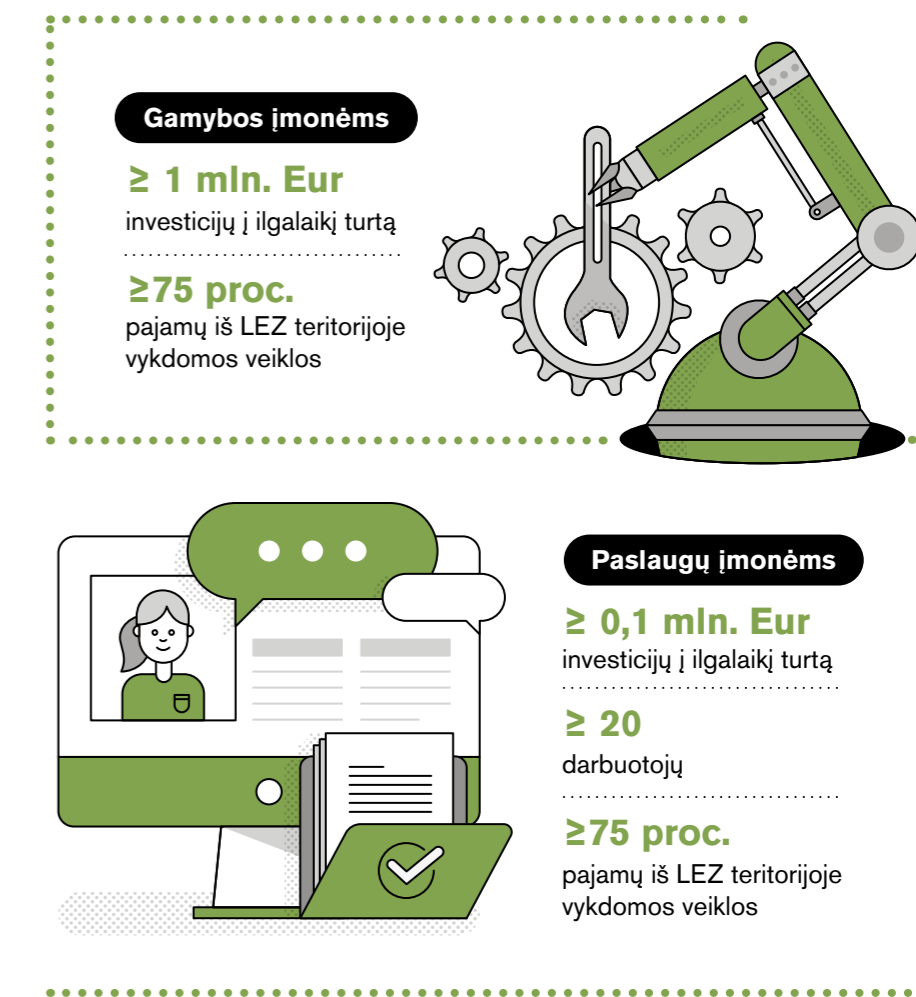 Gamybos įmonėms
≥ 1 mln. Eur
investicijų į ilgalaikį turtą
≥75 proc.
pajamų iš LEZ teritorijoje
vykdomos veiklos
Paslaugų įmonėms
≥ 0,1 mln. Eur
investicijų į ilgalaikį turtą
≥ 20
darbuotojų
≥75 proc.
pajamų iš LEZ teritorijoje
vykdomos veiklos